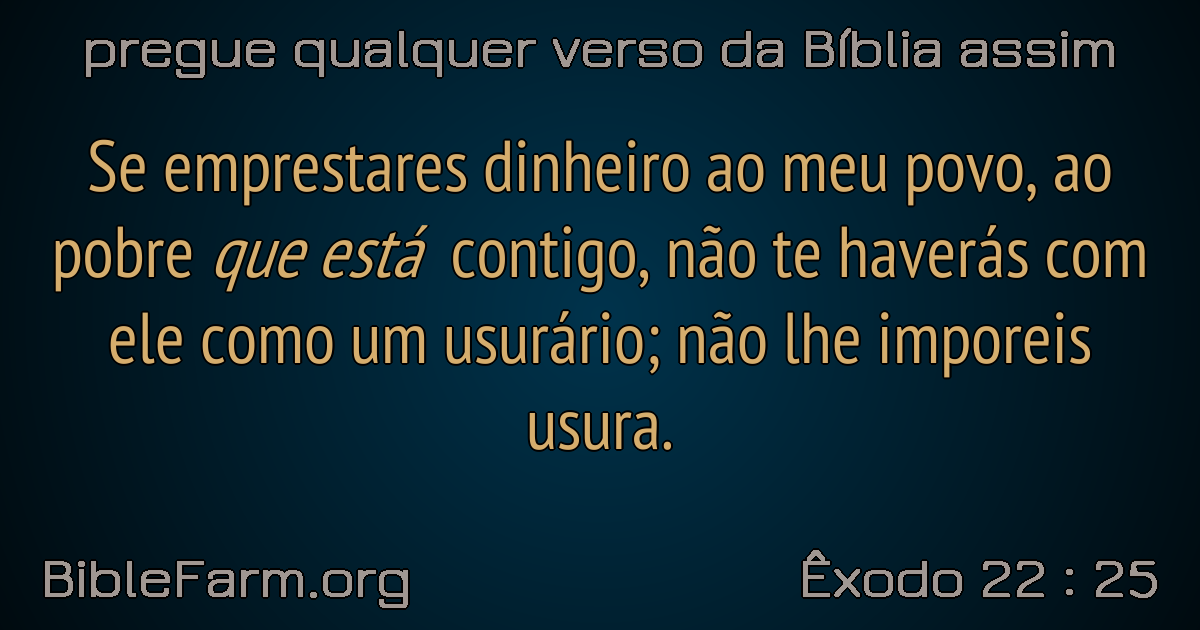 pregue qualquer verso da Bíblia assim
Se emprestares dinheiro ao meu povo, ao
pobre que está contigo, não te haverás com
ele como um usurário; não lhe imporeis
usura.
BibleFarm.org
Êxodo 22 : 25